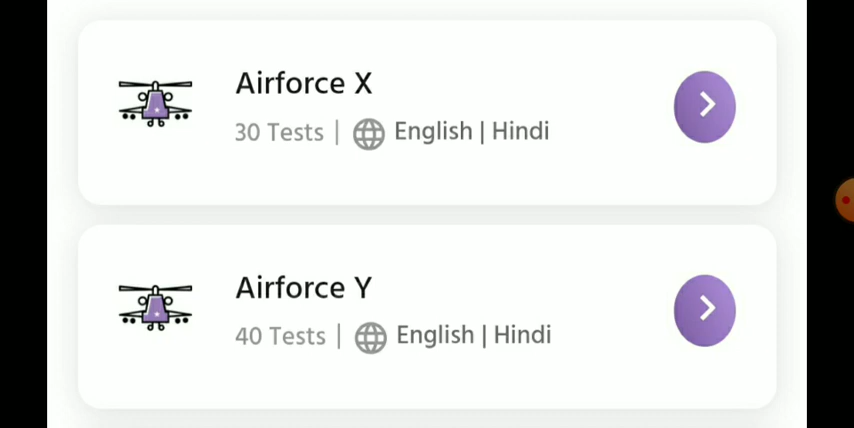 Airforce X
30 Tests | English | Hindi
Airforce Y
40 Tests | English | Hindi